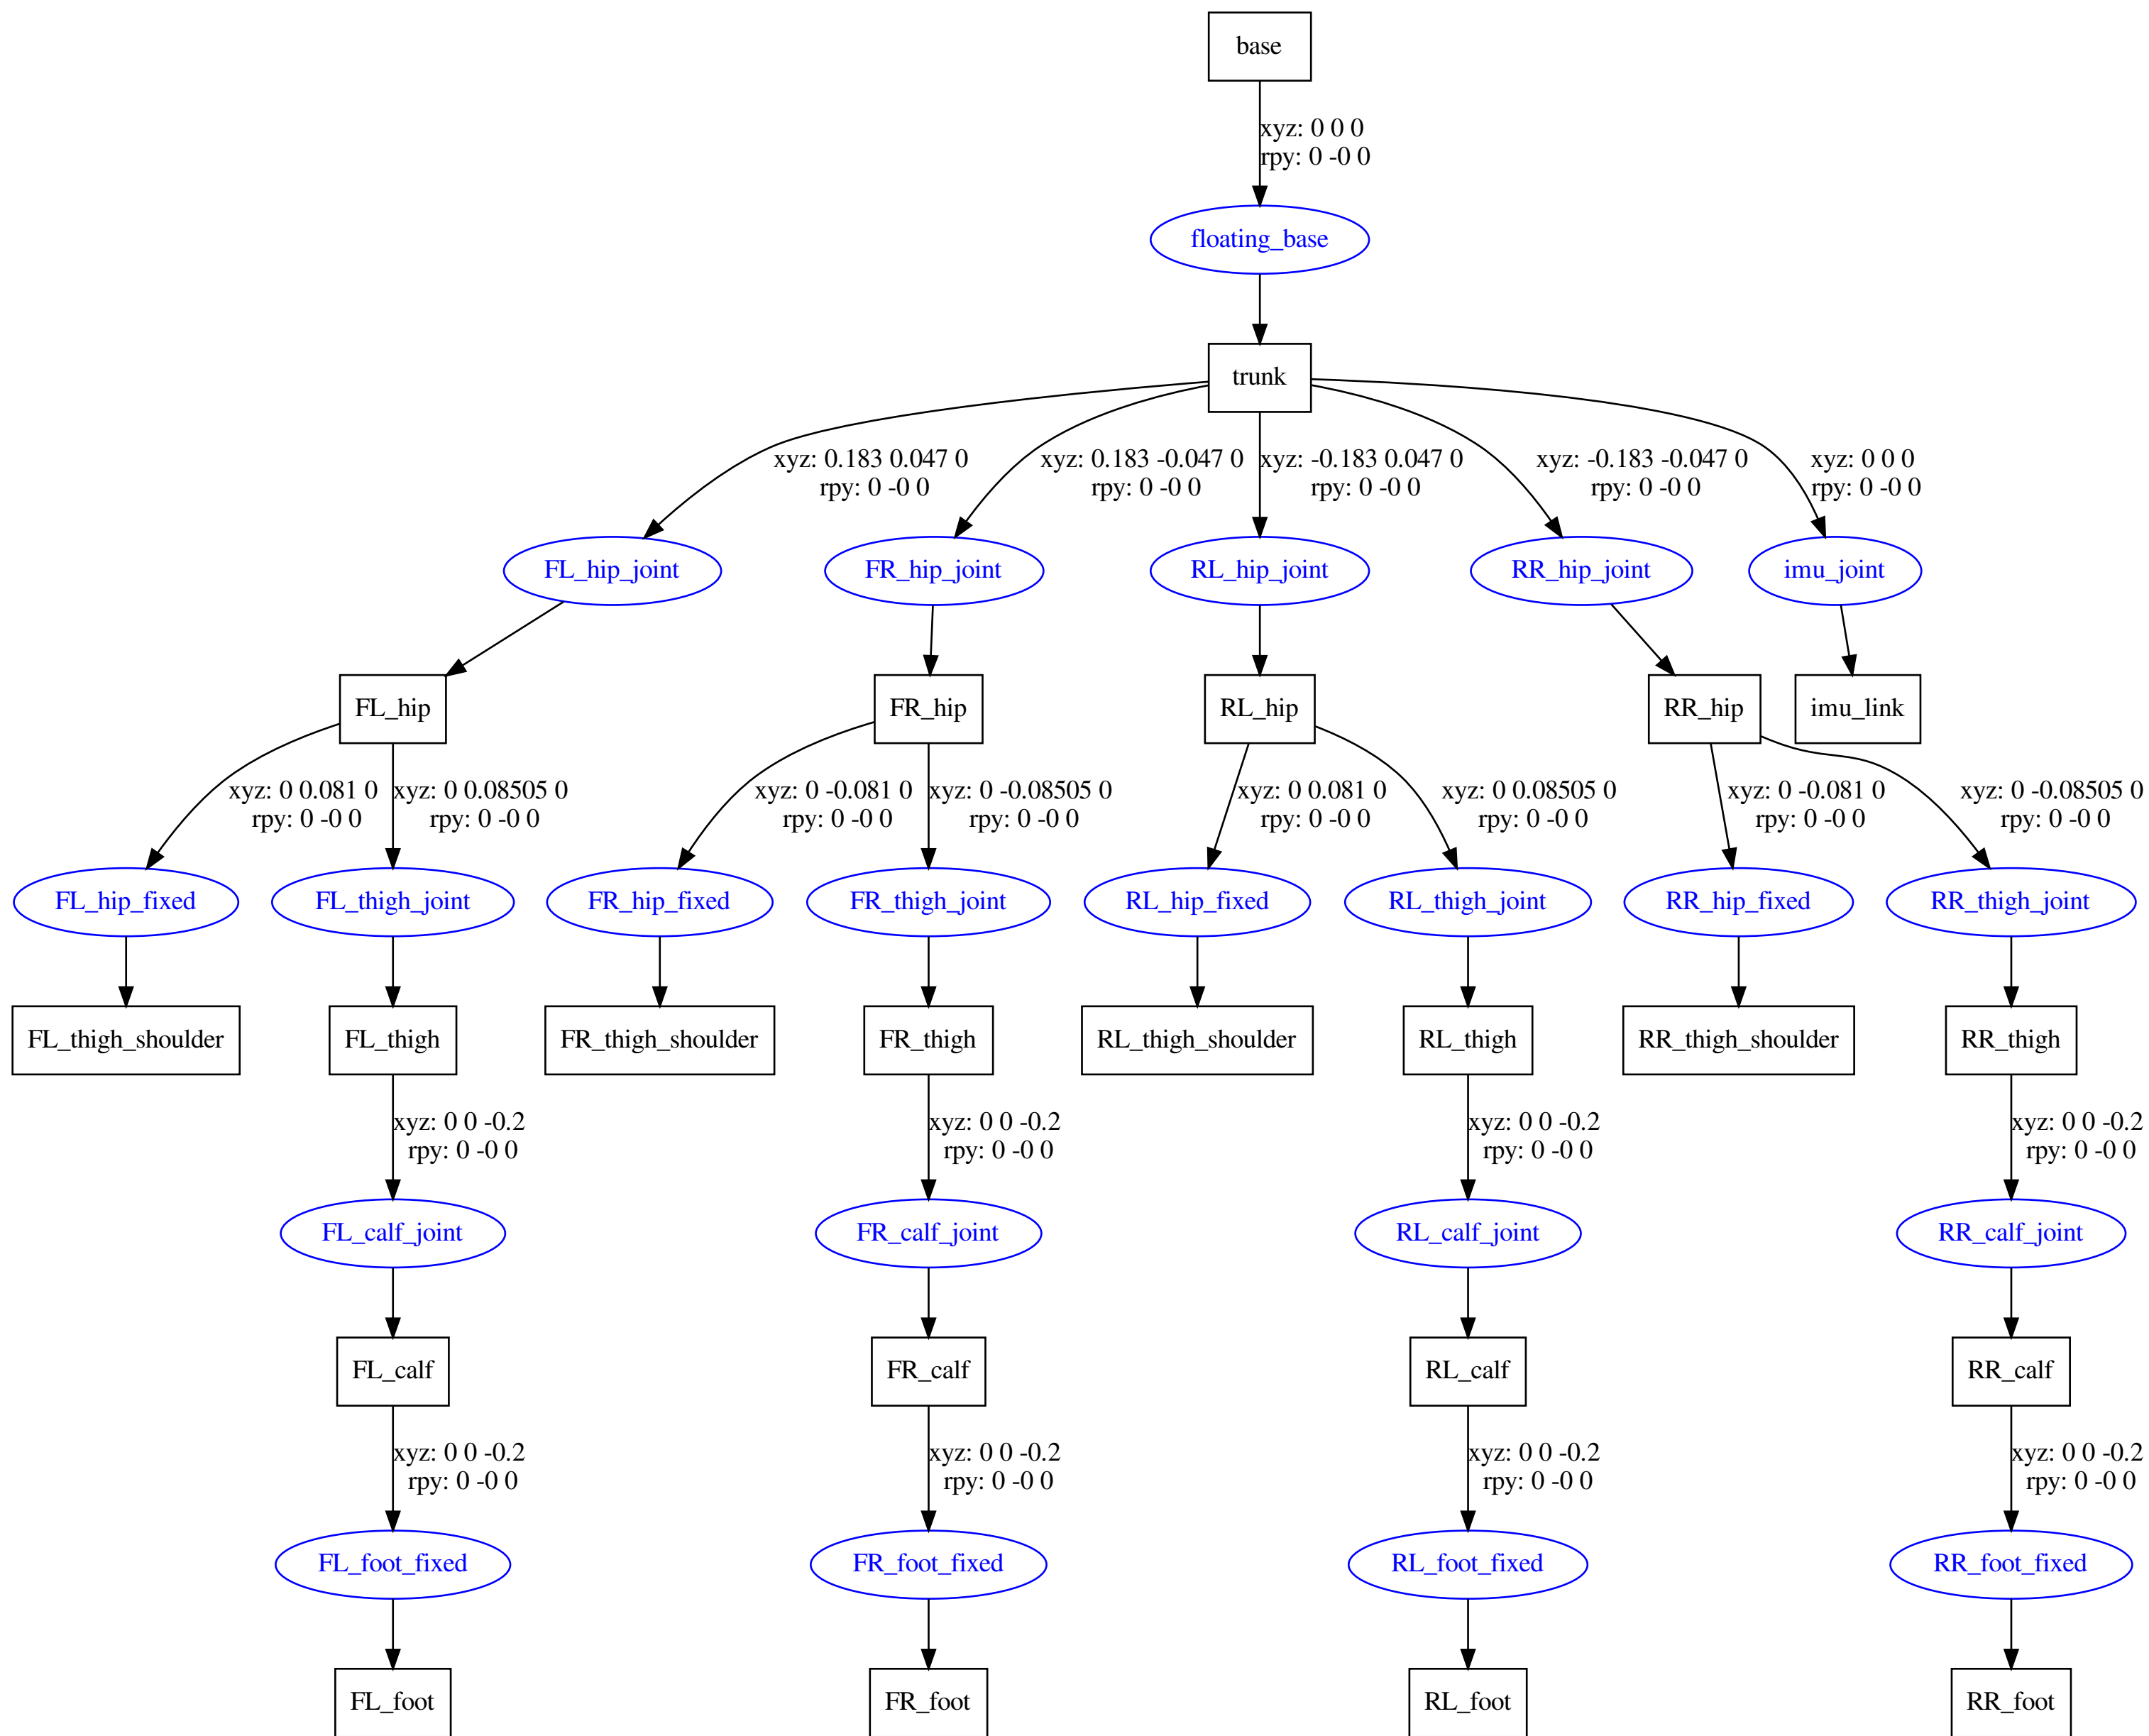 base
xyz: 0 0 0
rpy: 0 -0 0
floating_base
trunk
xyz: 0.183 0.047 0
rpy: 0 -0 0
xyz: 0.183 -0.047 0
rpy: 0 -0 0
xyz: -0.183 0.047 0
rpy: 0 -0 0
xyz: -0.183 -0.047 0
rpy: 0 -0 0
xyz: 0 0 0
rpy: 0 -0 0
FL_hip_joint
FR_hip_joint
RL_hip_joint
RR_hip_joint
imu_joint
FL_hip
FR_hip
RL_hip
RR_hip
imu_link
xyz: 0 0.081 0
rpy: 0 -0 0
xyz: 0 0.08505 0
rpy: 0 -0 0
xyz: 0 -0.081 0
rpy: 0 -0 0
xyz: 0 -0.08505 0
rpy: 0 -0 0
xyz: 0 0.081 0
rpy: 0 -0 0
xyz: 0 0.08505 0
rpy: 0 -0 0
xyz: 0 -0.081 0
rpy: 0 -0 0
xyz: 0 -0.08505 0
rpy: 0 -0 0
FL_hip_fixed
FL_thigh_joint
FR_hip_fixed
FR_thigh_joint
RL_hip_fixed
RL_thigh_joint
RR_hip_fixed
RR_thigh_joint
FL_thigh_shoulder
FL_thigh
FR_thigh_shoulder
FR_thigh
RL_thigh_shoulder
RL_thigh
RR_thigh_shoulder
RR_thigh
xyz: 0 0 -0.2
rpy: 0 -0 0
xyz: 0 0 -0.2
rpy: 0 -0 0
xyz: 0 0 -0.2
rpy: 0 -0 0
xyz: 0 0 -0.2
rpy: 0 -0 0
FL_calf_joint
FR_calf_joint
RL_calf_joint
RR_calf_joint
FL_calf
FR_calf
RL_calf
RR_calf
xyz: 0 0 -0.2
rpy: 0 -0 0
xyz: 0 0 -0.2
rpy: 0 -0 0
xyz: 0 0 -0.2
rpy: 0 -0 0
xyz: 0 0 -0.2
rpy: 0 -0 0
FL_foot_fixed
FR_foot_fixed
RL_foot_fixed
RR_foot_fixed
FL_foot
FR_foot
RL_foot
RR_foot